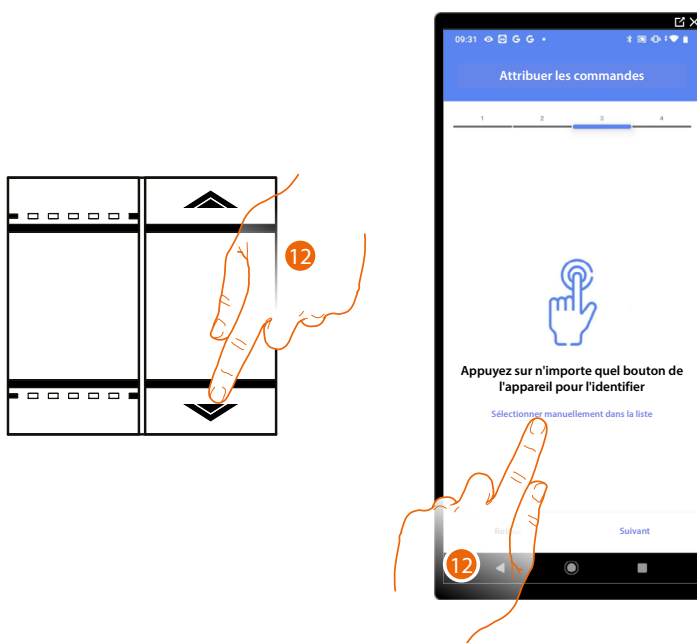 09:31
Attribuer les commandes
1 2 3 4
12
Appuyez sur n'importe quel bouton de
l'appareil pour l'identifier
Sélectionner manuellement dans la liste
Suivant
12